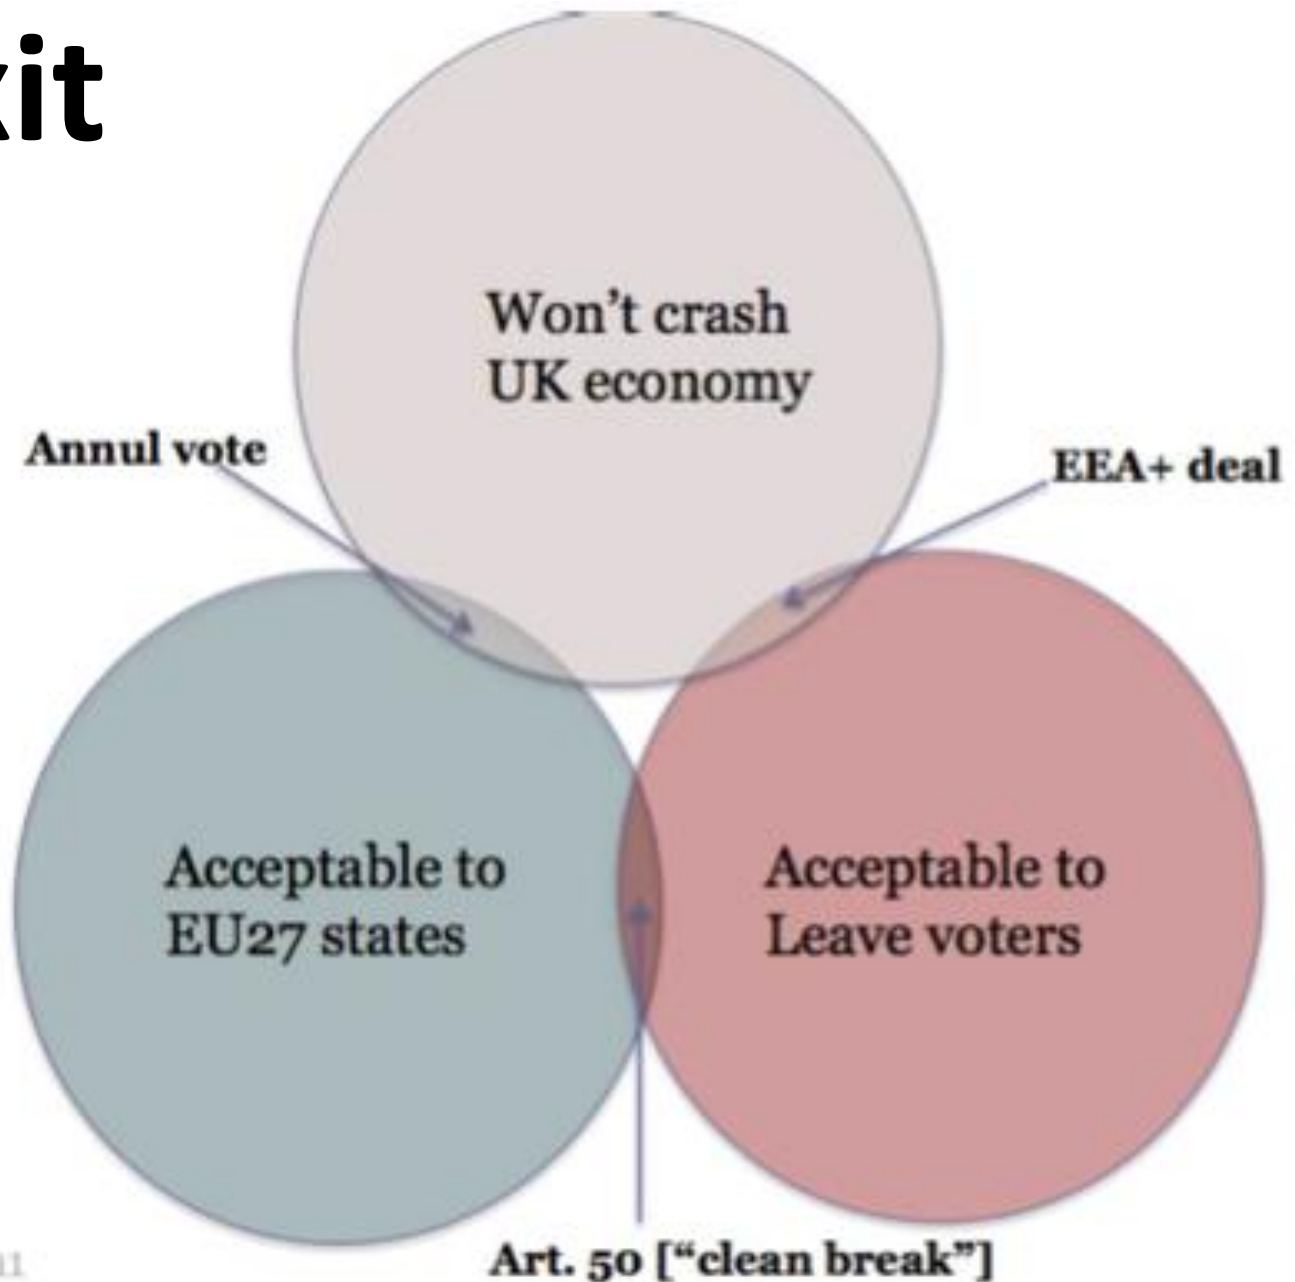 xit
Won't crash
UK economy
Annul vote
EEA+ deal
Acceptable to
EU27 states
Acceptable to
Leave voters
Art. 50 [“clean break”]